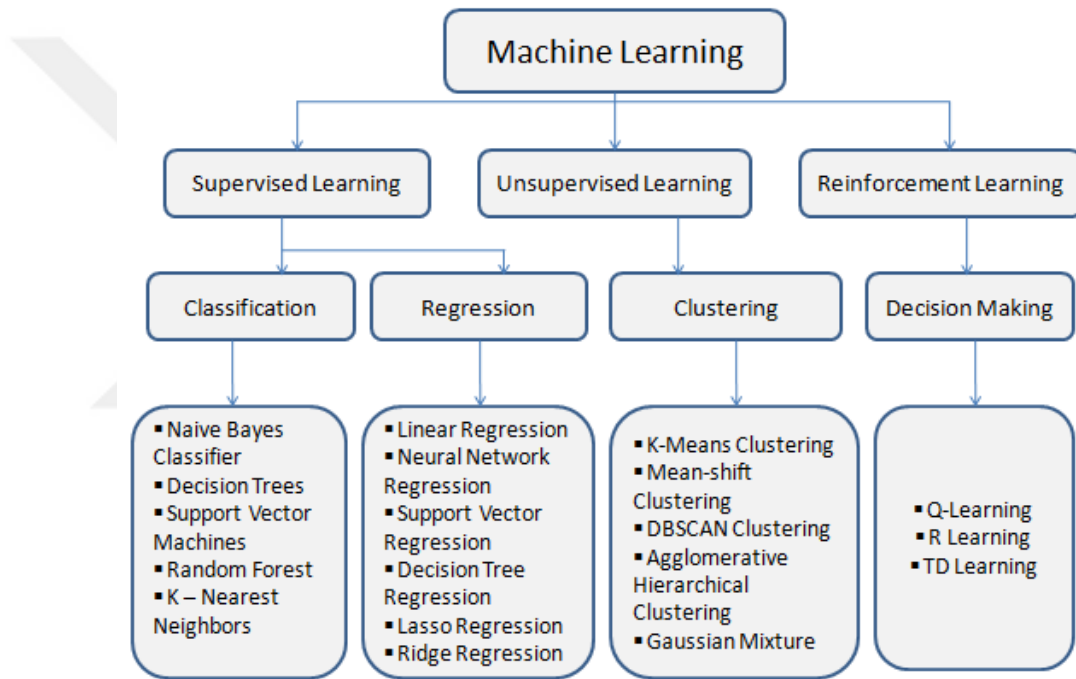 Machine Learning
Supervised Learning
Unsupervised Learning
Reinforcement Learning
Classification
Regression
Clustering
Decision Making
▪ Naive Bayes
Classifier
▪ Decision Trees
▪ Support Vector
Machines
▪ Random Forest
▪ K – Nearest
Neighbors
▪ Linear Regression
▪ Neural Network
Regression
▪ Support Vector
Regression
▪ Decision Tree
Regression
▪ Lasso Regression
▪ Ridge Regression
▪ K-Means Clustering
▪ Mean-shift
Clustering
▪ DBSCAN Clustering
▪ Agglomerative
Hierarchical
Clustering
▪ Gaussian Mixture
▪ Q-Learning
▪ R Learning
▪ TD Learning